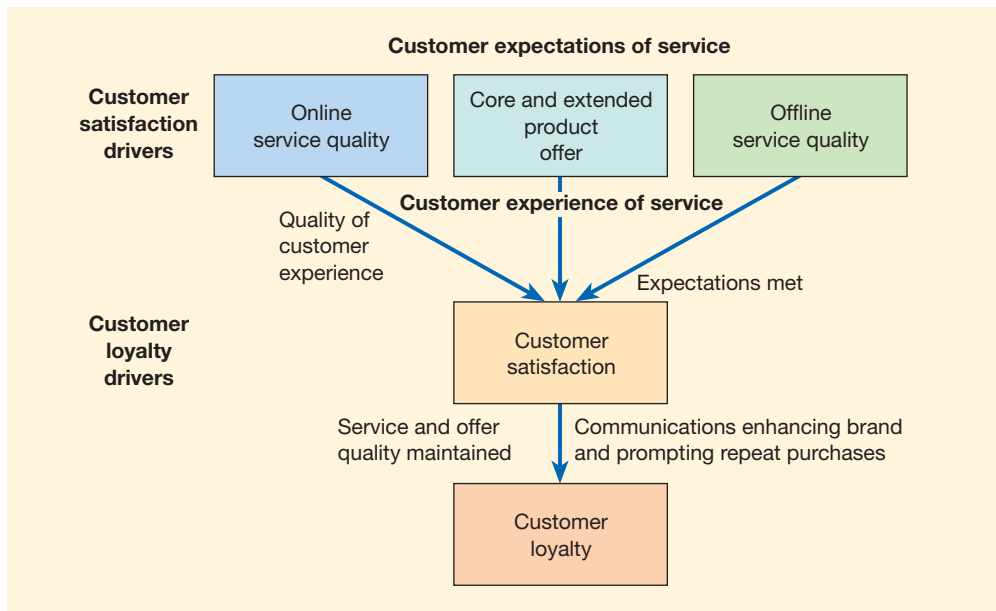 Customer expectations of service
Customer
satisfaction
drivers
Online
service quality
Core and extended
product
offer
Offline
service quality
Customer experience of service
Quality of
customer
experience
Expectations met
Customer
loyalty
drivers
Customer
satisfaction
Service and offer
quality maintained
Communications enhancing brand
and prompting repeat purchases
Customer
loyalty